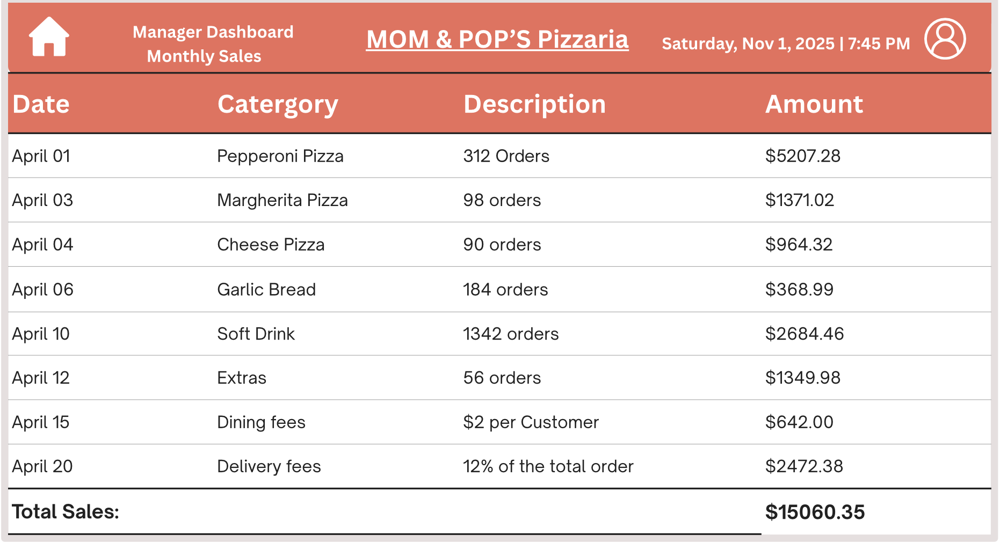 Manager Dashboard
Monthly Sales
MOM & POP’S Pizzaria
Saturday, Nov 1, 2025 | 7:45 PM
Date Catergory Description Amount
April 01 Pepperoni Pizza 312 Orders $5207.28
April 03 Margherita Pizza 98 orders $1371.02
April 04 Cheese Pizza 90 orders $964.32
April 06 Garlic Bread 184 orders $368.99
April 10 Soft Drink 1342 orders $2684.46
April 12 Extras 56 orders $1349.98
April 15 Dining fees $2 per Customer $642.00
April 20 Delivery fees 12% of the total order $2472.38
Total Sales: $15060.35